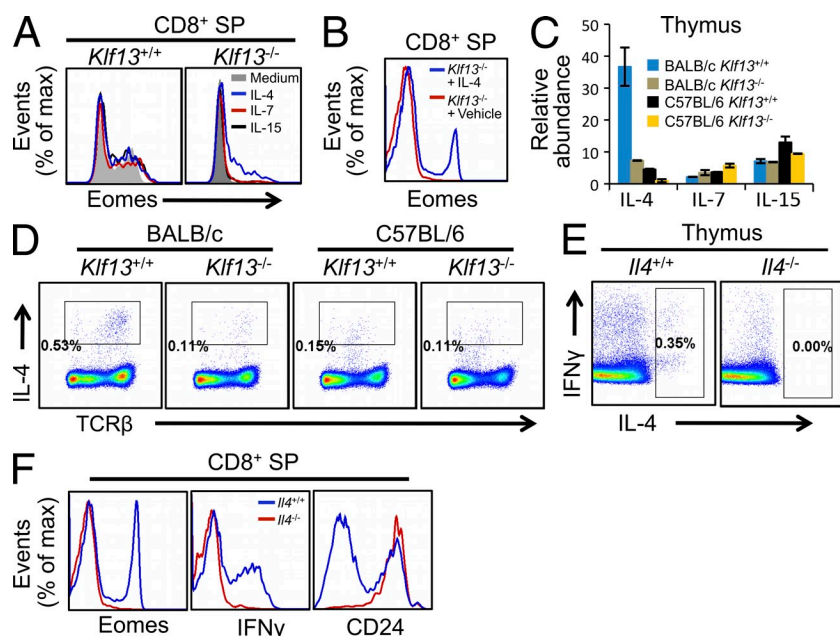 A
CD8+ SP
Klf13+/+ Klf13-/-
Medium
IL-4
IL-7
IL-15
Events
(% of max)
Eomes
B
CD8+ SP
Klf13-/-
+ IL-4
Klf13-/-
+ Vehicle
Events
(% of max)
Eomes
C
Thymus
BALB/c Klf13+/+
BALB/c Klf13-/-
C57BL/6 Klf13+/+
C57BL/6 Klf13-/-
Relative
abundance
50
40
30
20
10
0
IL-4 IL-7 IL-15
D
BALB/c C57BL/6
Klf13+/+ Klf13-/- Klf13+/+ Klf13-/-
0.53% 0.11% 0.15% 0.11%
IL-4
TCRβ
E
Thymus
Il4+/+ Il4-/-
0.35% 0.00%
IFNγ
IL-4
F
CD8+ SP
Il4+/+
Il4-/-
Events
(% of max)
Eomes IFNγ CD24